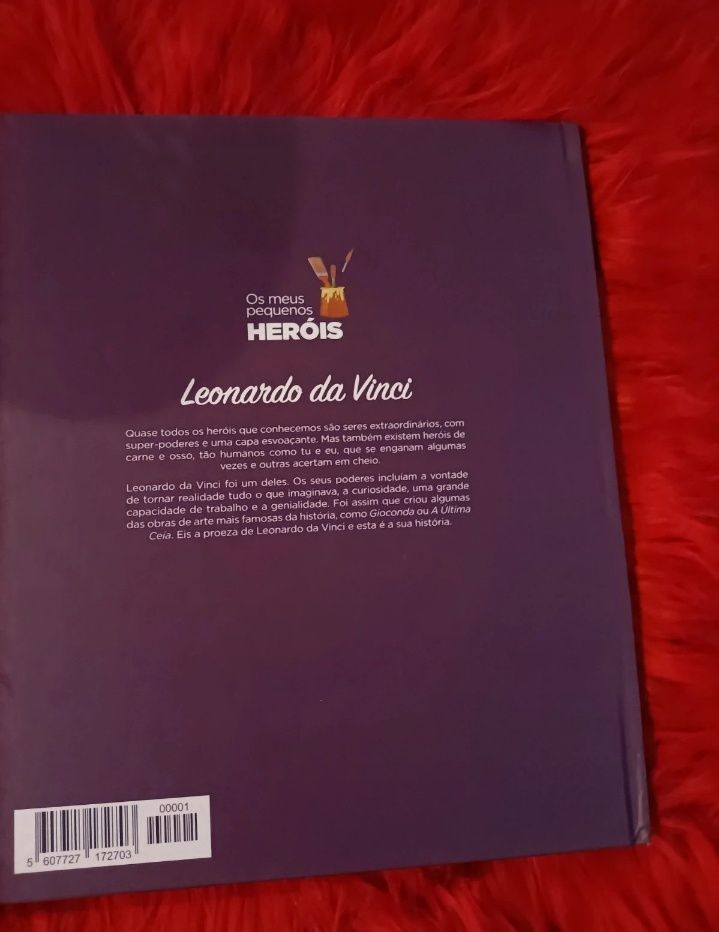 Os meus
pequenos
HERÓIS
Leonardo da Vinci
Quase todos os heróis que conhecemos são seres extraordinários, com
super-poderes e uma capa esvoaçante. Mas também existem heróis de
carne e osso, tão humanos como tu e eu, que se enganam algumas
vezes e outras acertam em cheio.
Leonardo da Vinci foi um deles. Os seus poderes incluíam a vontade
de tornar realidade tudo o que imaginava, a curiosidade, uma grande
capacidade de trabalho e a genialidade. Foi assim que criou algumas
das obras de arte mais famosas da história, como Gioconda ou A Última
Ceia. Eis a proeza de Leonardo da Vinci e esta é a sua história.
00001
5 607727 172703